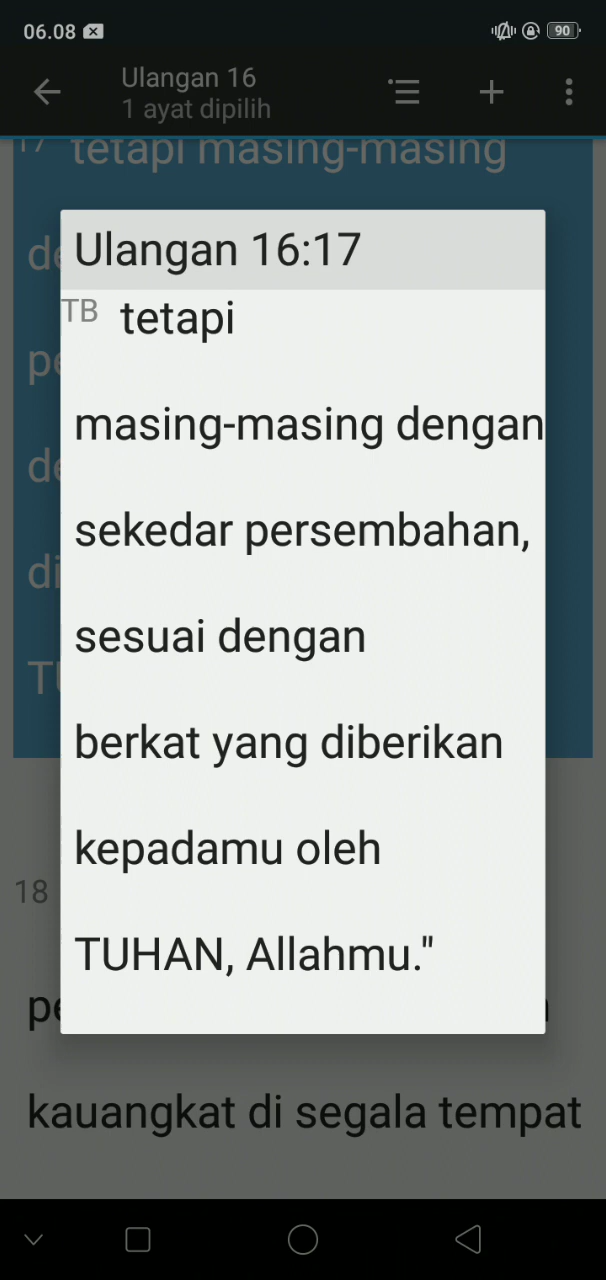 06.08
90
Ulangan 16
1 ayat dipilih
17 tetapi masing-masing
Ulangan 16:17
TB tetapi
masing-masing dengan
sekedar persembahan,
sesuai dengan
berkat yang diberikan
kepadamu oleh
TUHAN, Allahmu."
18
kauangkat di segala tempat